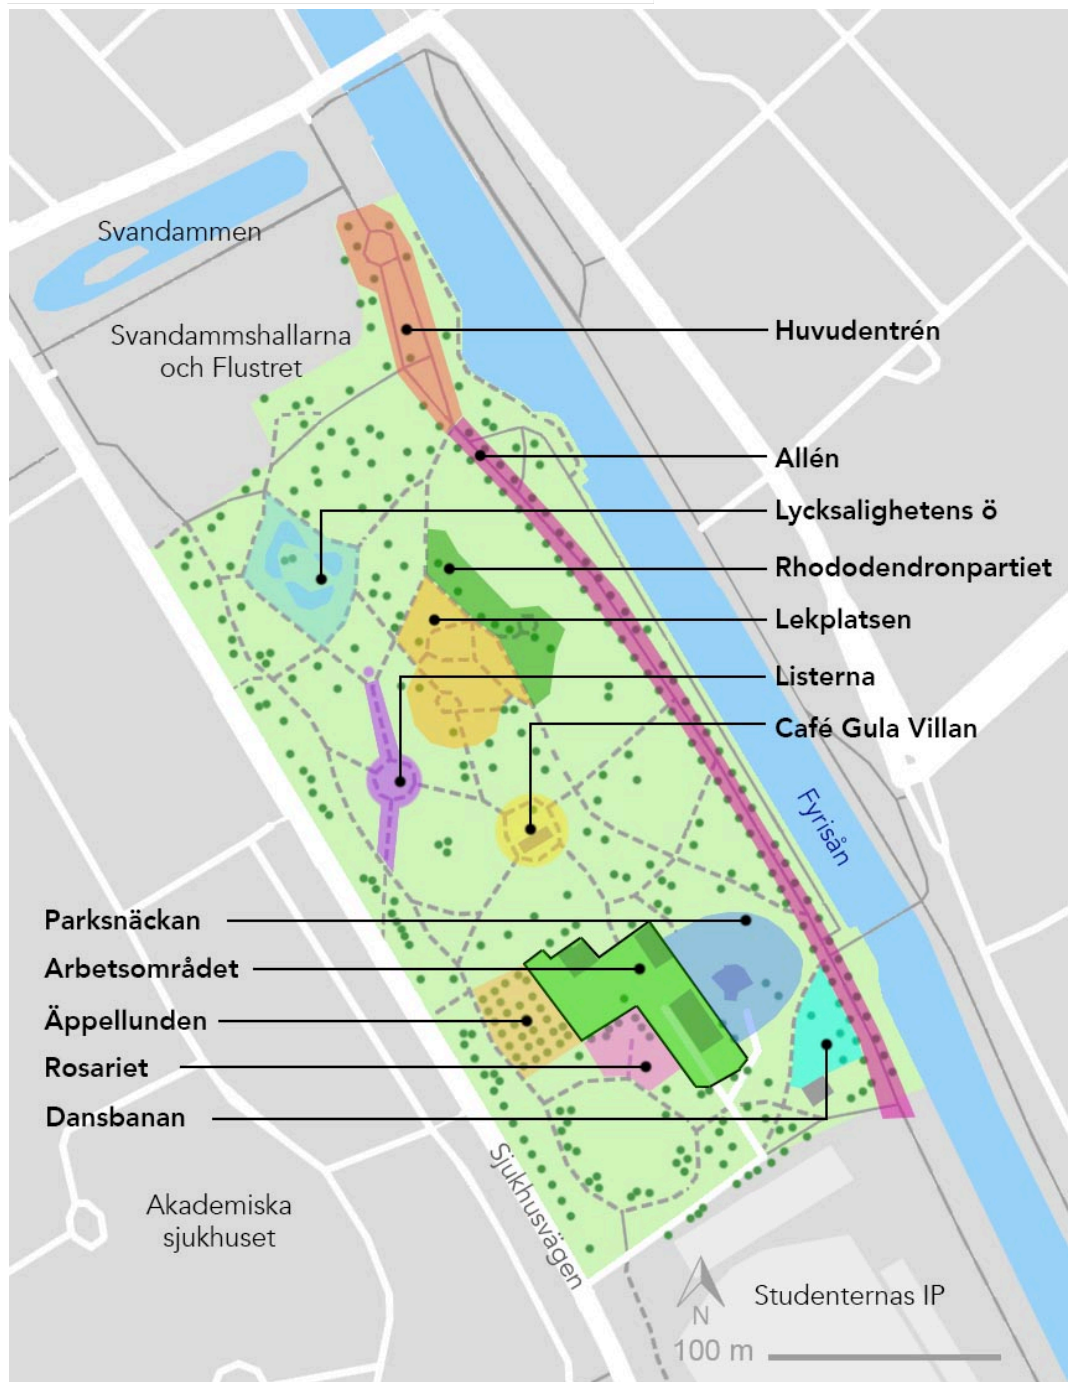 Svandammen
Svandammshallarna
och Flustret
Huvudentrén
Allén
Lycksalighetens ö
Rhododendronpartiet
Lekplatsen
Listerna
Café Gula Villan
Fyrisån
Parksnäckan
Arbetsområdet
Äppellunden
Rosariet
Dansbanan
Sjukhusvägen
Akademiska
sjukhuset
Studenternas IP
N
100 m